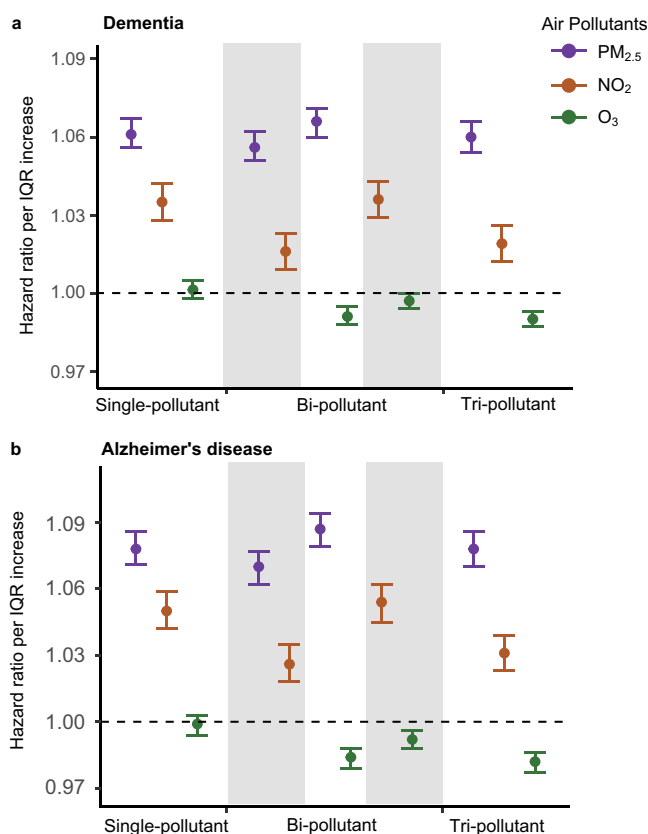 a Dementia
Air Pollutants
PM2.5
NO2
O3
Hazard ratio per IQR increase
1.09
1.06
1.03
1.00
0.97
Single-pollutant Bi-pollutant Tri-pollutant
b Alzheimer's disease
Hazard ratio per IQR increase
1.09
1.06
1.03
1.00
0.97
Single-pollutant Bi-pollutant Tri-pollutant